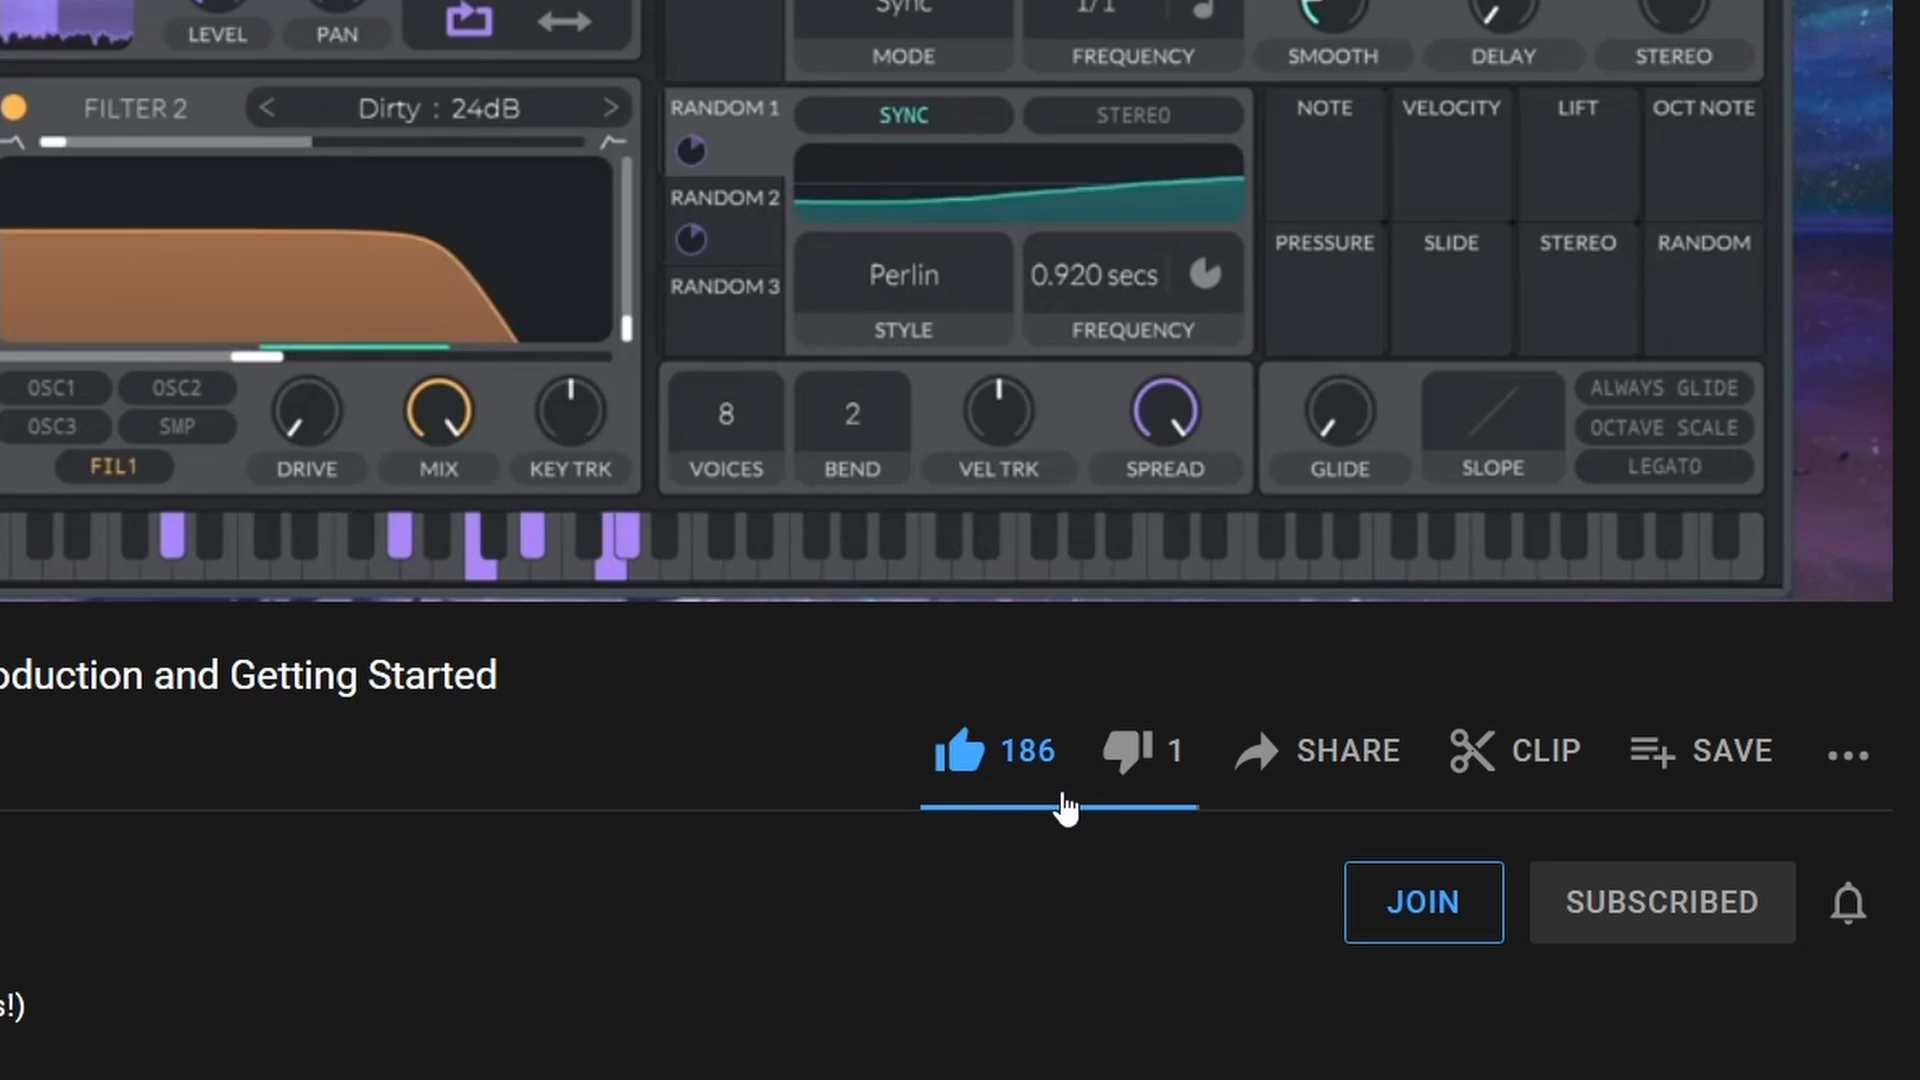 Sync 1/1
LEVEL PAN MODE FREQUENCY SMOOTH DELAY STEREO
FILTER 2 < Dirty : 24dB >
RANDOM 1 SYNC STEREO NOTE VELOCITY LIFT OCT NOTE
RANDOM 2
PRESSURE SLIDE STEREO RANDOM
RANDOM 3 Perlin 0.920 secs
STYLE FREQUENCY
OSC1 OSC2
OSC3 SMP
FIL1
DRIVE MIX KEY TRK
8 2
VOICES BEND VEL TRK SPREAD GLIDE SLOPE
ALWAYS GLIDE
OCTAVE SCALE
LEGATO
oduction and Getting Started
186 1 SHARE CLIP SAVE ...
JOIN SUBSCRIBED
s!)